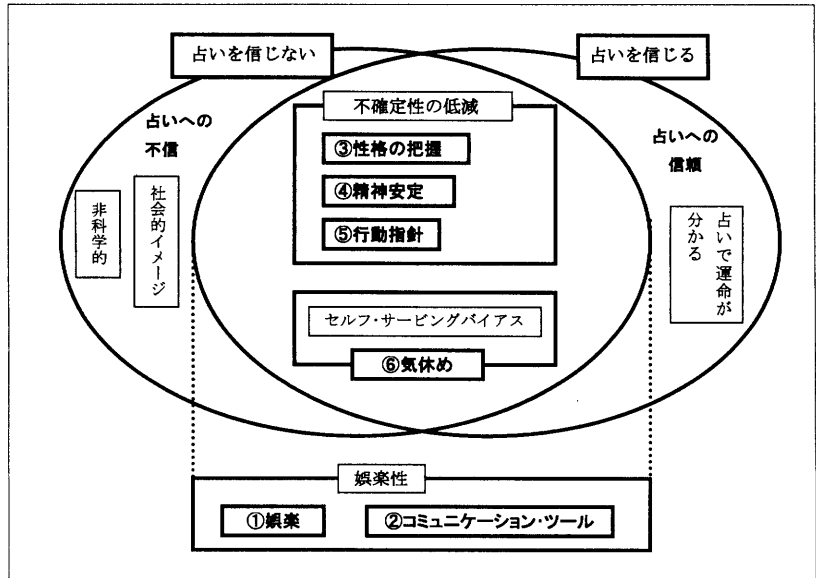 占いを信じない
占いを信じる
不確定性の低減
占いへの
不信
③性格の把握
④精神安定
⑤行動指針
占いへの
信頼
非科学的
社会的イメージ
占いで運命が
分かる
セルフ・サービングバイアス
⑥気休め
娯楽性
①娯楽
②コミュニケーション・ツール